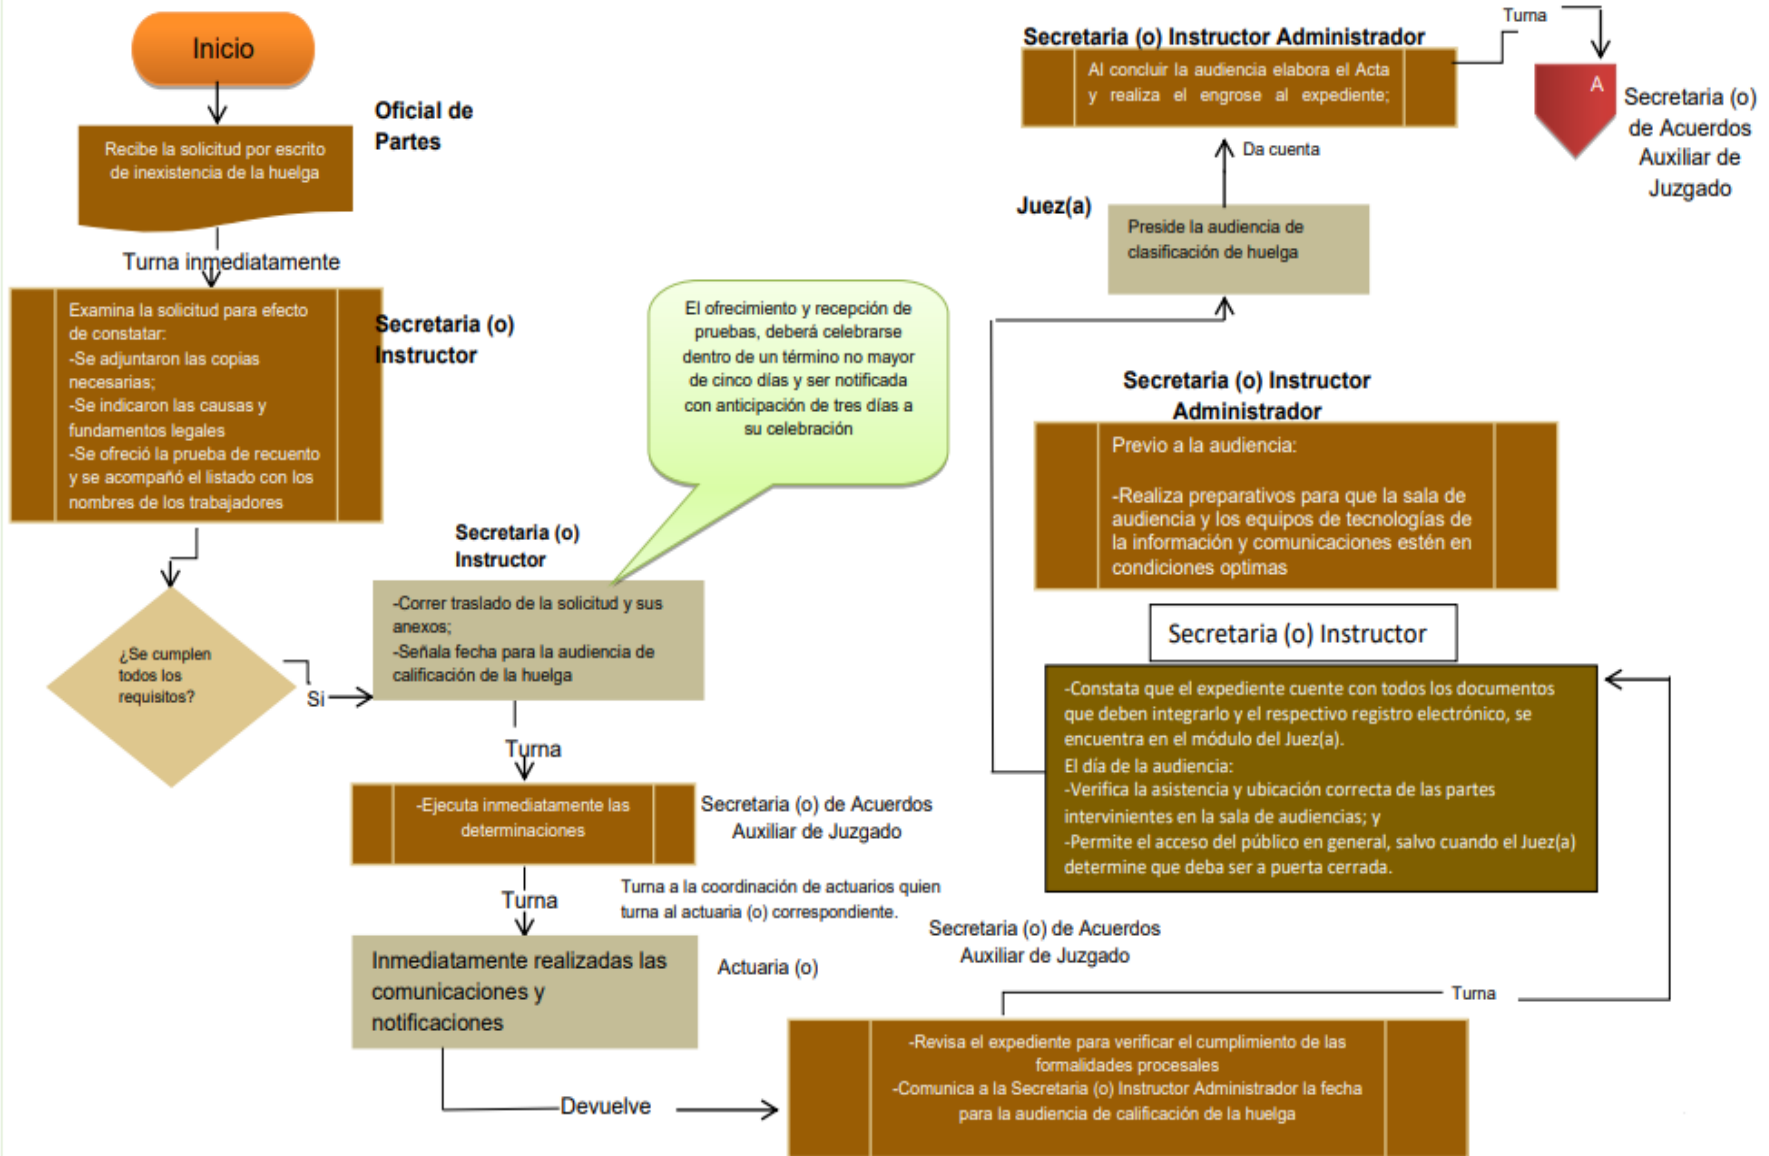 Inicio
Oficial de
Partes
Recibe la solicitud por escrito
de inexistencia de la huelga
Turna inmediatamente
Secretaria (o)
Instructor
Examina la solicitud para efecto
de constatar:
-Se adjuntaron las copias
necesarias;
-Se indicaron las causas y
fundamentos legales
-Se ofreció la prueba de recuento
y se acompañó el listado con los
nombres de los trabajadores
¿Se cumplen
todos los
requisitos?
Si
El ofrecimiento y recepción de
pruebas, deberá celebrarse
dentro de un término no mayor
de cinco días y ser notificada
con anticipación de tres días a
su celebración
Secretaria (o)
Instructor
-Correr traslado de la solicitud y sus
anexos;
-Señala fecha para la audiencia de
calificación de la huelga
Turna
-Ejecuta inmediatamente las
determinaciones
Secretaria (o) de Acuerdos
Auxiliar de Juzgado
Turna
Turna a la coordinación de actuarios quien
turna al actuaria (o) correspondiente.
Inmediatamente realizadas las
comunicaciones y
notificaciones
Actuaria (o)
Devuelve
Secretaria (o) de Acuerdos
Auxiliar de Juzgado
-Revisa el expediente para verificar el cumplimiento de las
formalidades procesales
-Comunica a la Secretaria (o) Instructor Administrador la fecha
para la audiencia de calificación de la huelga
Turna
Secretaria (o) Instructor
Administrador
Previo a la audiencia:
-Realiza preparativos para que la sala de
audiencia y los equipos de tecnologías de
la información y comunicaciones estén en
condiciones optimas
Secretaria (o) Instructor
-Constata que el expediente cuente con todos los documentos
que deben integrarlo y el respectivo registro electrónico, se
encuentra en el módulo del Juez(a).
El día de la audiencia:
-Verifica la asistencia y ubicación correcta de las partes
intervinientes en la sala de audiencias; y
-Permite el acceso del público en general, salvo cuando el Juez(a)
determine que deba ser a puerta cerrada.
Juez(a)
Preside la audiencia de
clasificación de huelga
Da cuenta
Secretaria (o) Instructor Administrador
Al concluir la audiencia elabora el Acta
y realiza el engrose al expediente;
Turna
A
Secretaria (o)
de Acuerdos
Auxiliar de
Juzgado